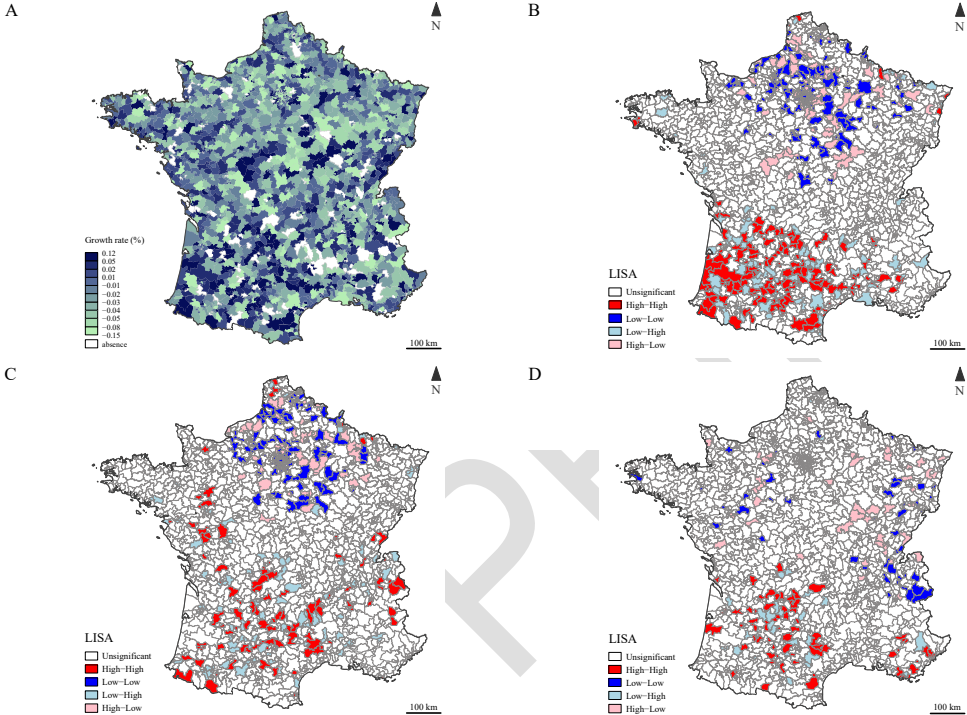 A
N
Growth rate (%)
0.12
0.05
0.02
0.01
−0.01
−0.02
−0.03
−0.04
−0.05
−0.08
−0.15
absence
100 km
B
N
LISA
Unsignificant
High−High
Low−Low
Low−High
High−Low
100 km
C
N
LISA
Unsignificant
High−High
Low−Low
Low−High
High−Low
100 km
D
N
LISA
Unsignificant
High−High
Low−Low
Low−High
High−Low
100 km